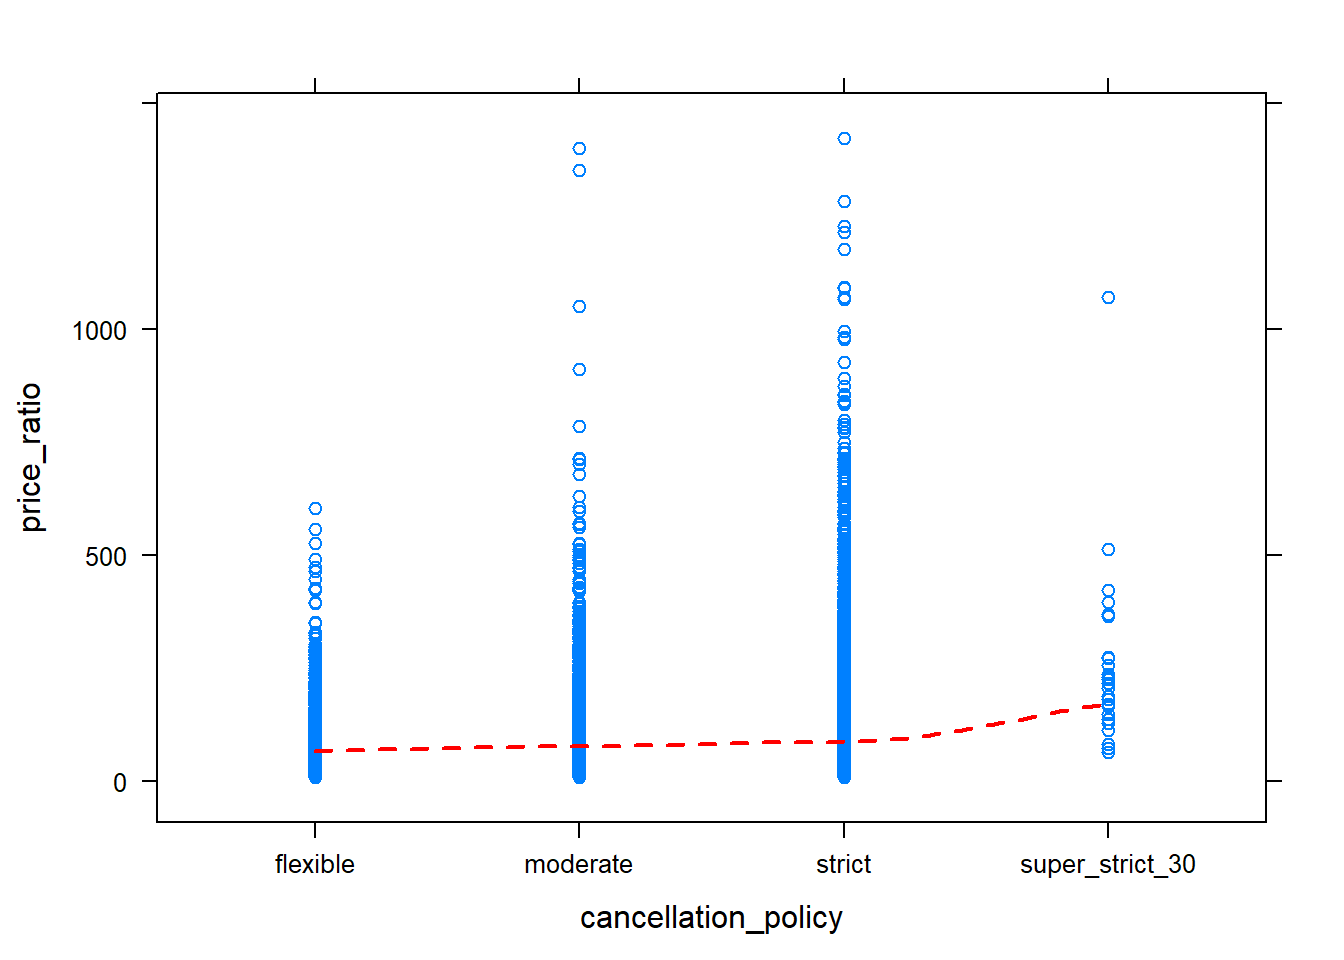 price_ratio
1000
500
0
flexible moderate strict super_strict_30
cancellation_policy